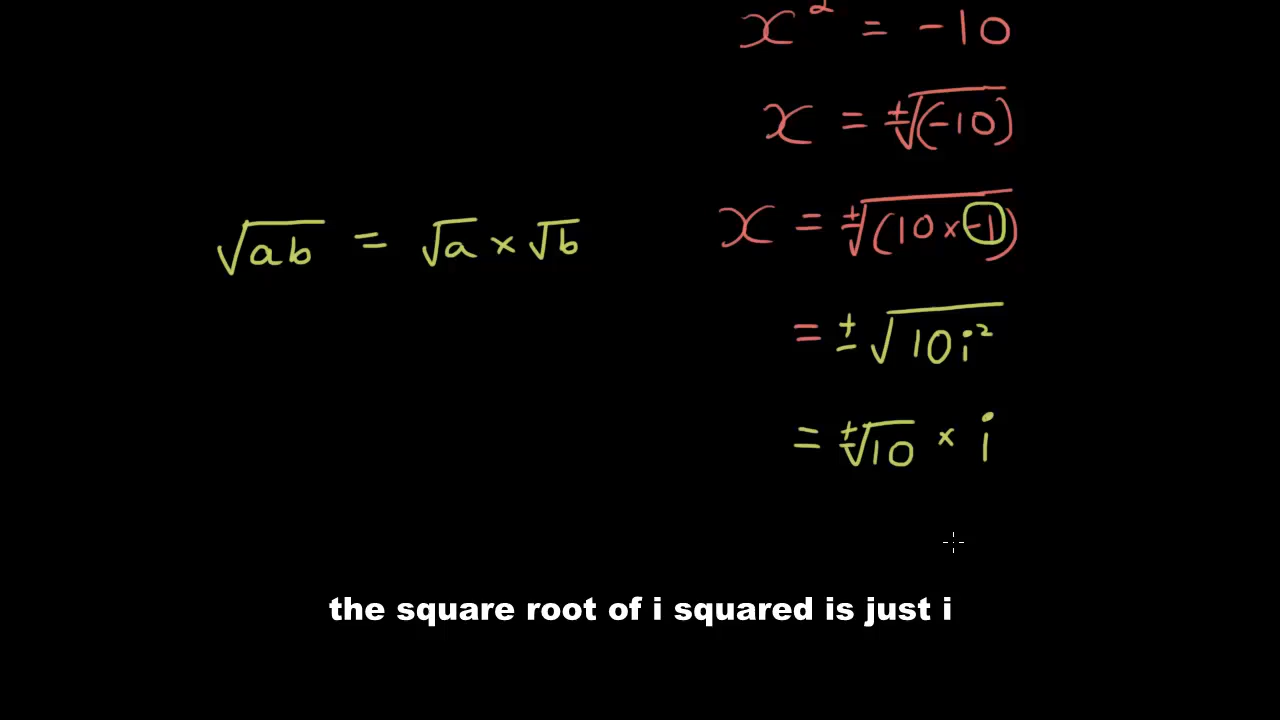 x² = -10
x = ±√(-10)
√ab = √a × √b
x = ±√(10 × -1)
= ±√10i²
= ±√10 × i
the square root of i squared is just i